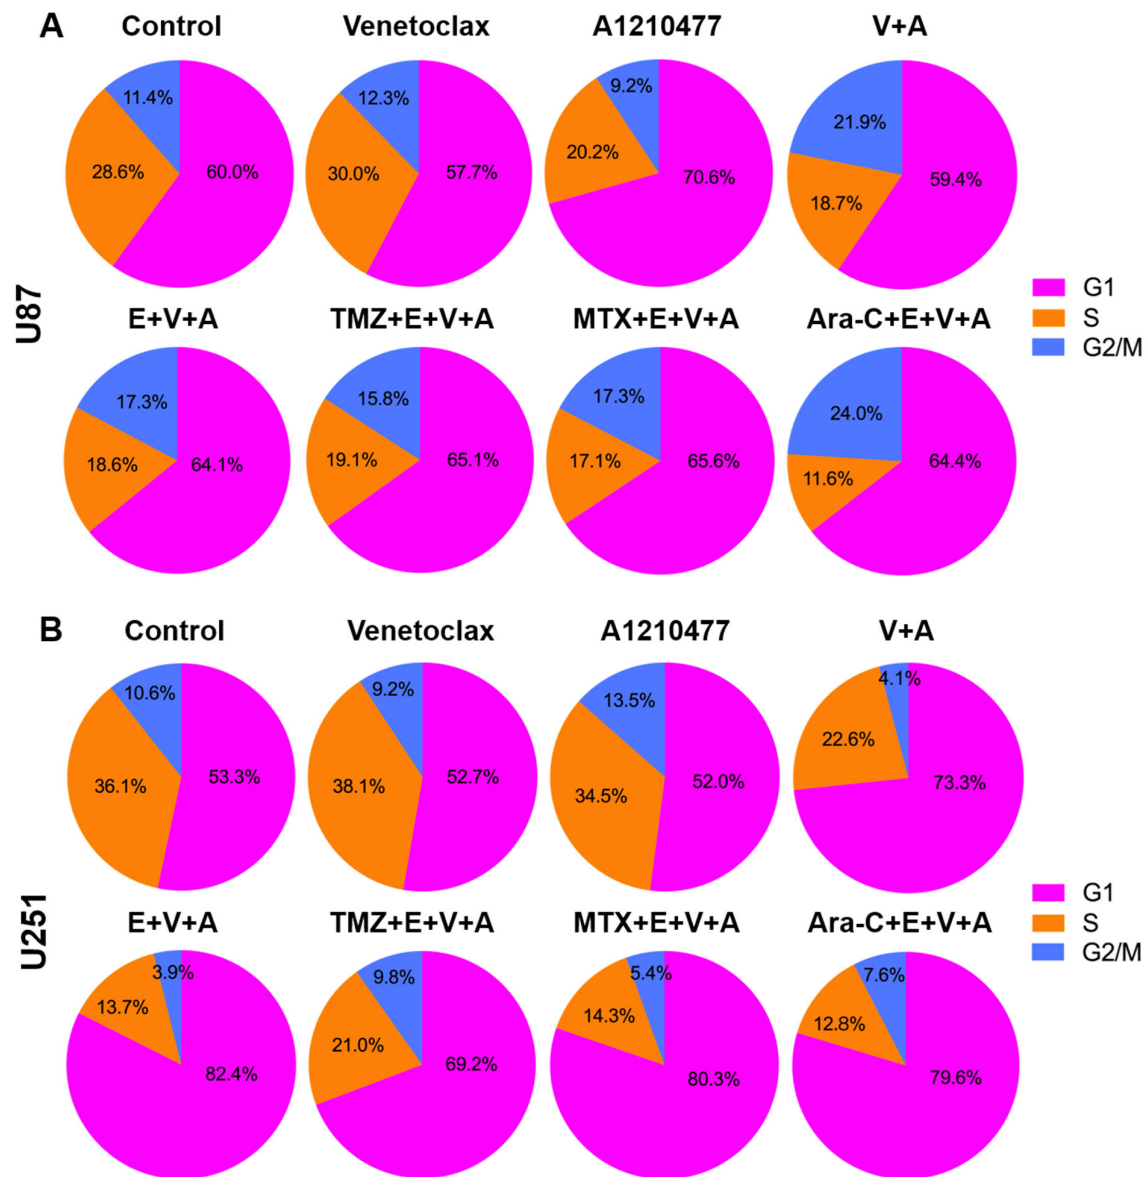 A
Control
Venetoclax
A1210477
V+A
11.4%
28.6%
60.0%
12.3%
30.0%
57.7%
9.2%
20.2%
70.6%
21.9%
18.7%
59.4%
U87
G1
S
G2/M
E+V+A
TMZ+E+V+A
MTX+E+V+A
Ara-C+E+V+A
17.3%
18.6%
64.1%
15.8%
19.1%
65.1%
17.3%
17.1%
65.6%
24.0%
11.6%
64.4%
B
Control
Venetoclax
A1210477
V+A
10.6%
36.1%
53.3%
9.2%
38.1%
52.7%
13.5%
34.5%
52.0%
4.1%
22.6%
73.3%
U251
G1
S
G2/M
E+V+A
TMZ+E+V+A
MTX+E+V+A
Ara-C+E+V+A
3.9%
13.7%
82.4%
9.8%
21.0%
69.2%
5.4%
14.3%
80.3%
7.6%
12.8%
79.6%